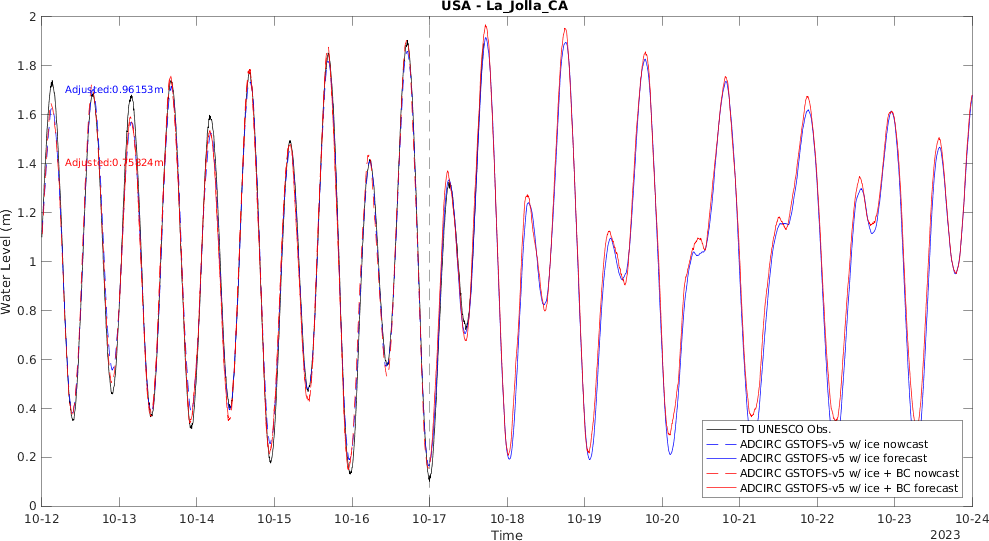 USA - La_Jolla_CA
Water Level (m)
2
1.8
1.6
1.4
1.2
1
0.8
0.6
0.4
0.2
0
Adjusted:0.96153m
Adjusted:0.75824m
TD UNESCO Obs.
ADCIRC GSTOFS-v5 w/ ice nowcast
ADCIRC GSTOFS-v5 w/ ice forecast
ADCIRC GSTOFS-v5 w/ ice + BC nowcast
ADCIRC GSTOFS-v5 w/ ice + BC forecast
10-12 10-13 10-14 10-15 10-16 10-17 10-18 10-19 10-20 10-21 10-22 10-23 10-24
Time
2023